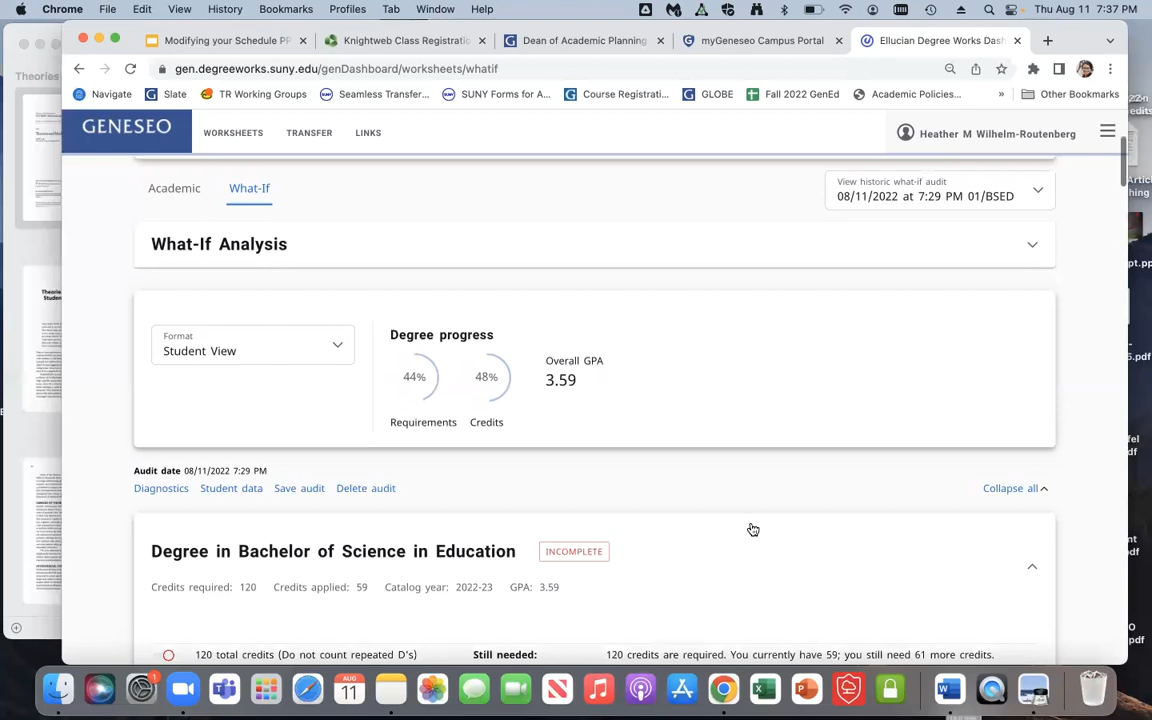 Chrome File Edit View History Bookmarks Profiles Tab Window Help Thu Aug 11 7:37 PM
Modifying your Schedule PP Knightweb Class Registratio Dean of Academic Planning myGeneseo Campus Portal Ellucian Degree Works Dash
gen.degreeworks.suny.edu/genDashboard/worksheets/whatif
Navigate Slate TR Working Groups Seamless Transfer... SUNY Forms for A... Course Registrati... GLOBE Fall 2022 GenEd Academic Policies... » Other Bookmarks
GENESEO WORKSHEETS TRANSFER LINKS Heather M Wilhelm-Routenberg
Academic What-If
View historic what-if audit
08/11/2022 at 7:29 PM 01/BSED
What-If Analysis
Format
Student View
Degree progress
44% 48%
Requirements Credits
Overall GPA
3.59
Audit date 08/11/2022 7:29 PM
Diagnostics Student data Save audit Delete audit Collapse all
Degree in Bachelor of Science in Education INCOMPLETE
Credits required: 120 Credits applied: 59 Catalog year: 2022-23 GPA: 3.59
120 total credits (Do not count repeated D's) Still needed: 120 credits are required. You currently have 59; you still need 61 more credits.
Theories
AUG
11
1